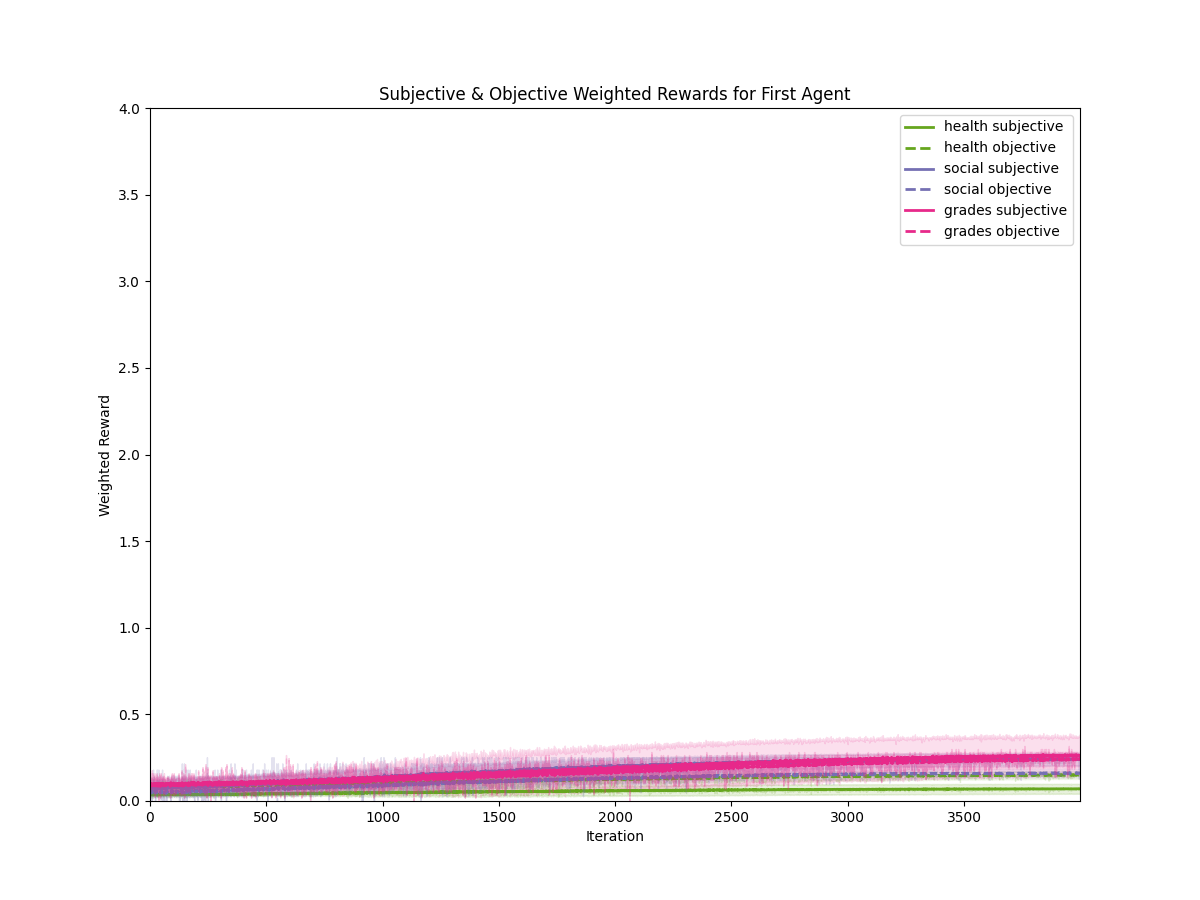 Subjective & Objective Weighted Rewards for First Agent
4.0
3.5
3.0
2.5
2.0
1.5
1.0
0.5
0.0
Weighted Reward
health subjective
health objective
social subjective
social objective
grades subjective
grades objective
0
500
1000
1500
2000
2500
3000
3500
Iteration